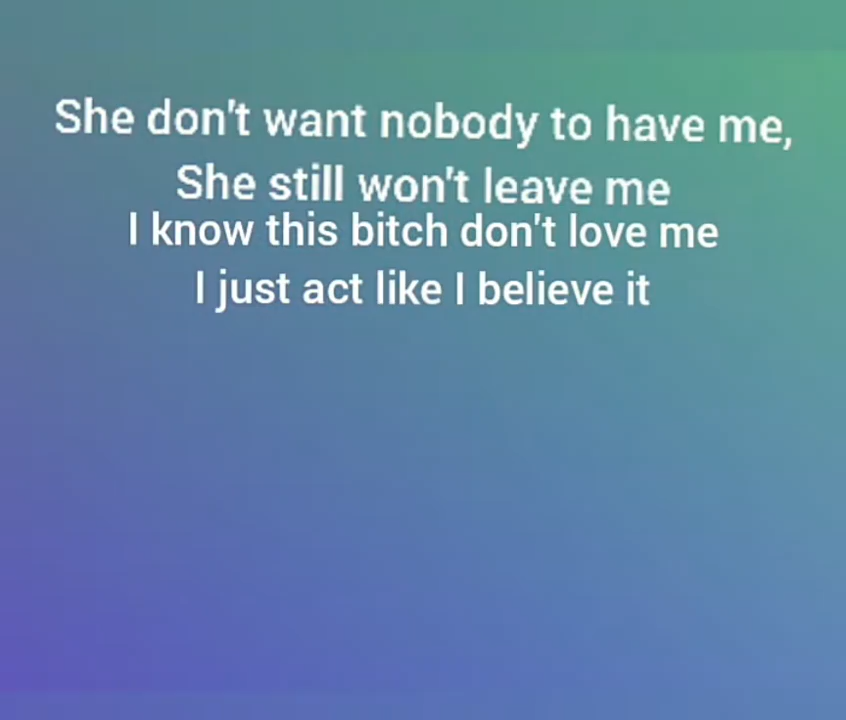 She don't want nobody to have me,
She still won't leave me
I know this bitch don't love me
I just act like I believe it